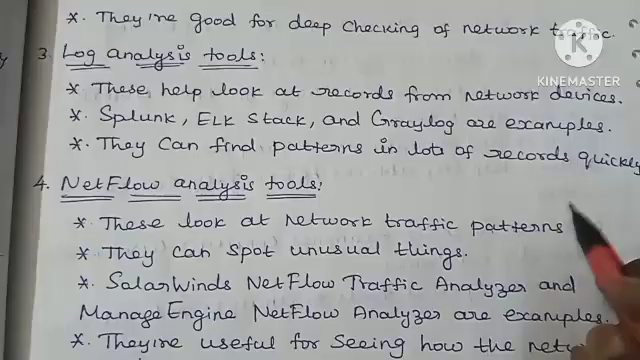 * They're good for deep checking of network traffic.
3. Log analysis tools:
* These help look at records from network devices.
* Splunk, ELK Stack, and Graylog are examples.
* They can find patterns in lots of records quickly
4. NetFlow analysis tools:
* These look at network traffic patterns
* They can spot unusual things.
* SolarWinds NetFlow Traffic Analyzer and
ManageEngine NetFlow Analyzer are examples.
* They're useful for seeing how the
KINEMASTER